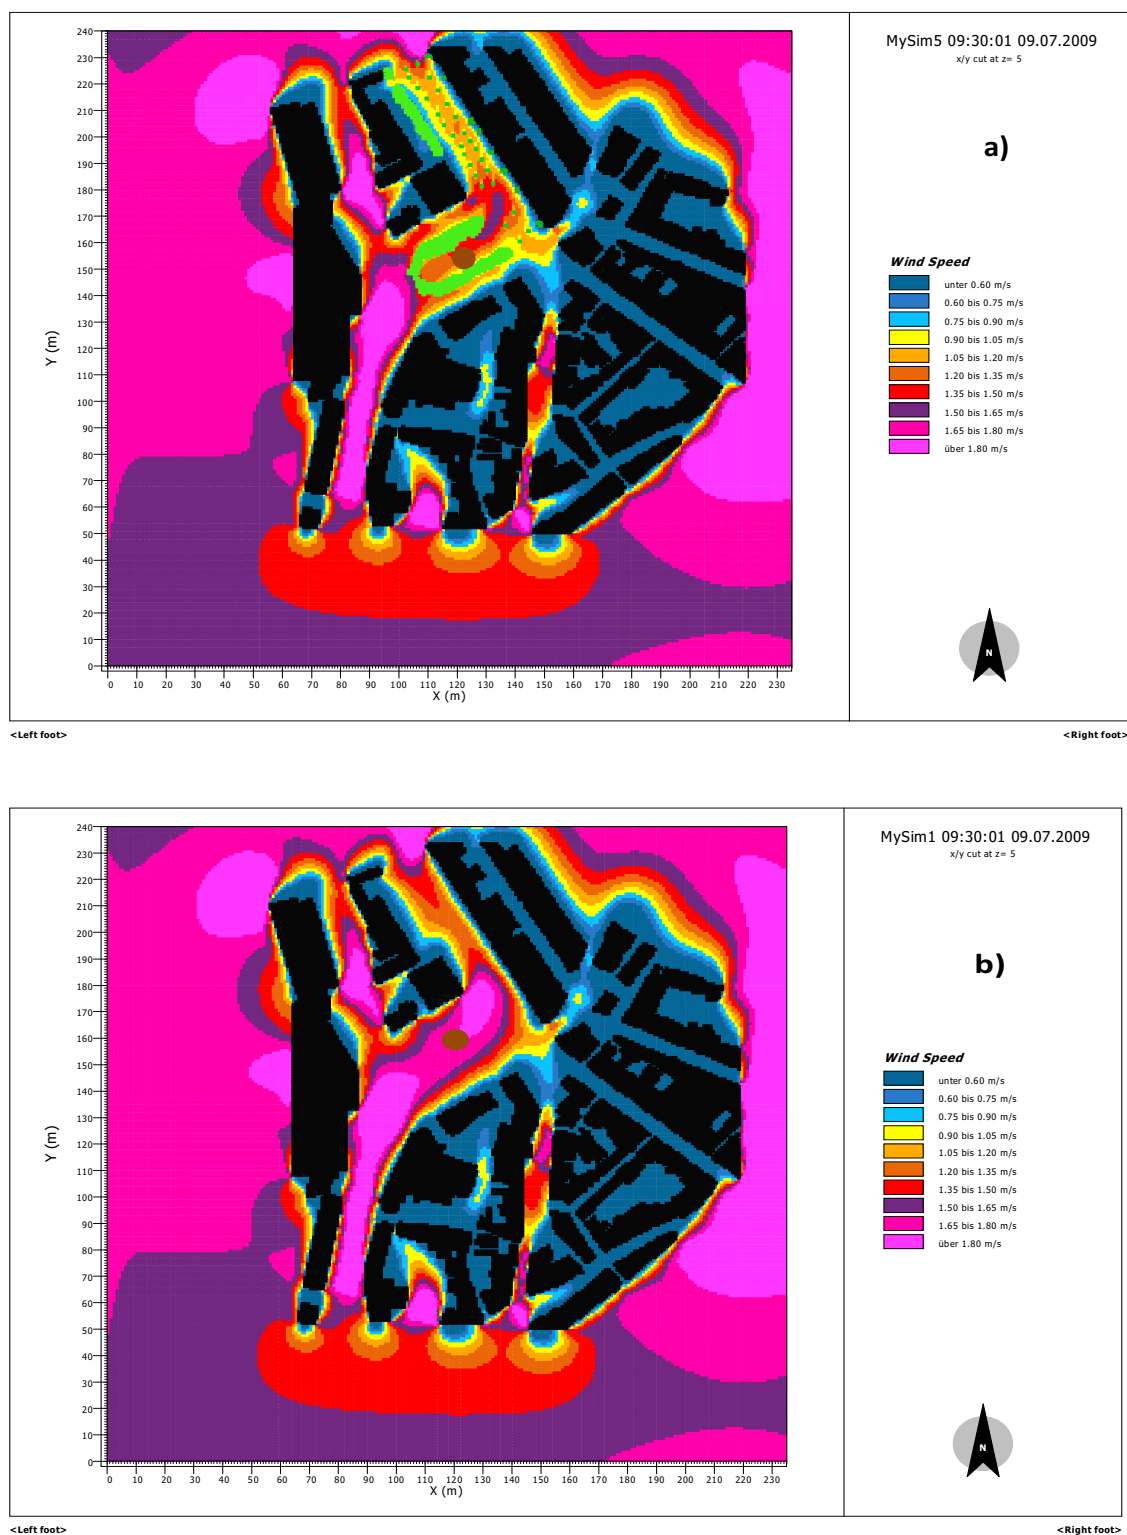 MySim5 09:30:01 09.07.2009
x/y cut at z= 5
a)
240
230
220
210
200
190
180
170
160
150
140
130
120
110
100
90
80
70
60
50
40
30
20
10
0
Y (m)
0 10 20 30 40 50 60 70 80 90 100 110 120 130 140 150 160 170 180 190 200 210 220 230
X (m)
Wind Speed
unter 0.60 m/s
0.60 bis 0.75 m/s
0.75 bis 0.90 m/s
0.90 bis 1.05 m/s
1.05 bis 1.20 m/s
1.20 bis 1.35 m/s
1.35 bis 1.50 m/s
1.50 bis 1.65 m/s
1.65 bis 1.80 m/s
über 1.80 m/s
N
<Left foot>
<Right foot>
MySim1 09:30:01 09.07.2009
x/y cut at z= 5
b)
240
230
220
210
200
190
180
170
160
150
140
130
120
110
100
90
80
70
60
50
40
30
20
10
0
Y (m)
0 10 20 30 40 50 60 70 80 90 100 110 120 130 140 150 160 170 180 190 200 210 220 230
X (m)
Wind Speed
unter 0.60 m/s
0.60 bis 0.75 m/s
0.75 bis 0.90 m/s
0.90 bis 1.05 m/s
1.05 bis 1.20 m/s
1.20 bis 1.35 m/s
1.35 bis 1.50 m/s
1.50 bis 1.65 m/s
1.65 bis 1.80 m/s
über 1.80 m/s
N
<Left foot>
<Right foot>